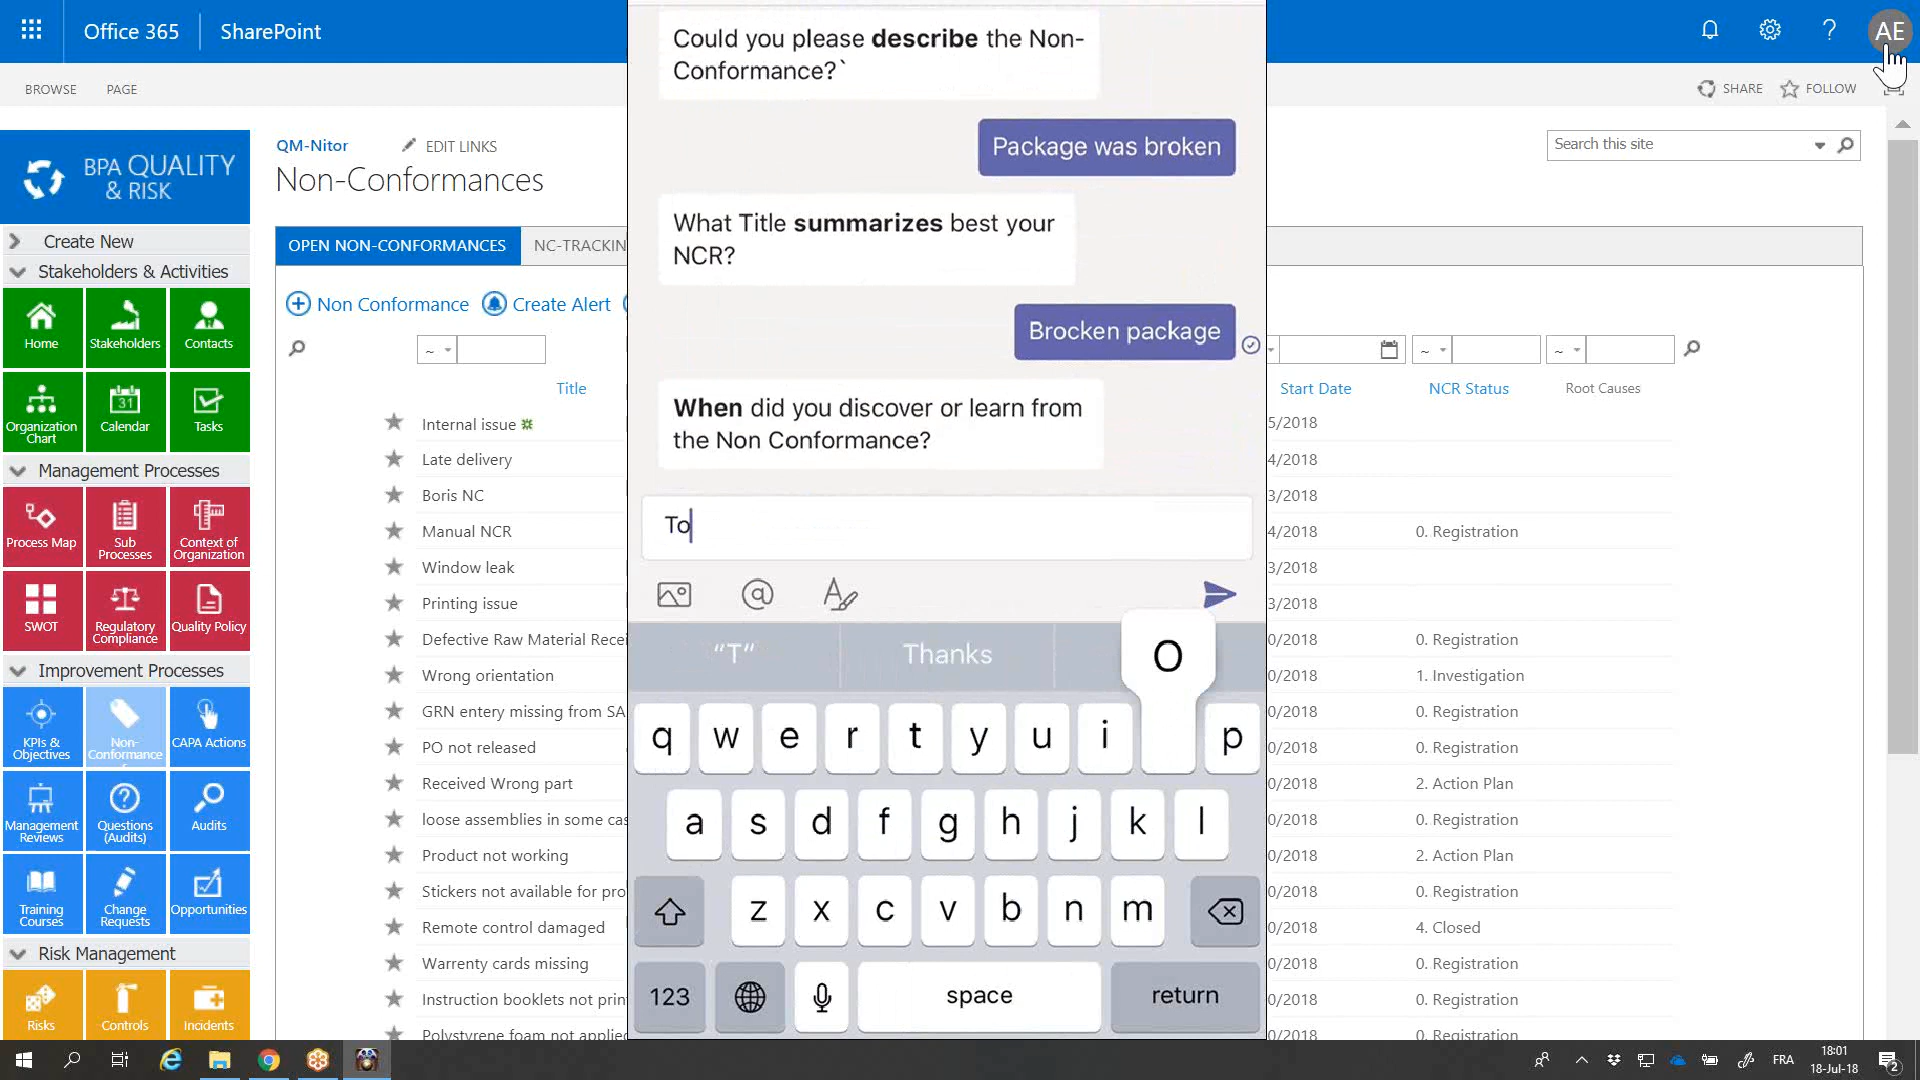 Office 365
SharePoint
AE
BROWSE
PAGE
SHARE
FOLLOW
BPA QUALITY
& RISK
QM-Nitor
EDIT LINKS
Non-Conformances
Search this site
OPEN NON-CONFORMANCES
NC-TRACKIN
Non Conformance
Create Alert
Title
Start Date
NCR Status
Root Causes
Create New
Stakeholders & Activities
Home
Stakeholders
Contacts
Organization
Chart
31
Calendar
Tasks
Management Processes
Process Map
Sub
Processes
Context of
Organization
SWOT
Regulatory
Compliance
Quality Policy
Improvement Processes
KPIs &
Objectives
Non-
Conformance
CAPA Actions
Management
Reviews
Questions
(Audits)
Audits
Training
Courses
Change
Requests
Opportunities
Risk Management
Risks
Controls
Incidents
Internal issue
5/2018
Late delivery
4/2018
Boris NC
3/2018
Manual NCR
4/2018
0. Registration
Window leak
3/2018
Printing issue
3/2018
Defective Raw Material Recei
0/2018
0. Registration
Wrong orientation
0/2018
1. Investigation
GRN entery missing from SA
0/2018
0. Registration
PO not released
0/2018
0. Registration
Received Wrong part
0/2018
2. Action Plan
loose assemblies in some cas
0/2018
0. Registration
Product not working
0/2018
2. Action Plan
Stickers not available for pro
0/2018
0. Registration
Remote control damaged
0/2018
4. Closed
Warrenty cards missing
0/2018
0. Registration
Instruction booklets not prin
0/2018
0. Registration
Polystyrene foam not applied
0/2018
0. Registration
Could you please describe the Non-
Conformance?`
Package was broken
What Title summarizes best your
NCR?
Brocken package
When did you discover or learn from
the Non Conformance?
To
“T“
Thanks
O
q w e r t y u i p
a s d f g h j k l
z x c v b n m
123
space
return
FRA
18:01
18-Jul-18
2